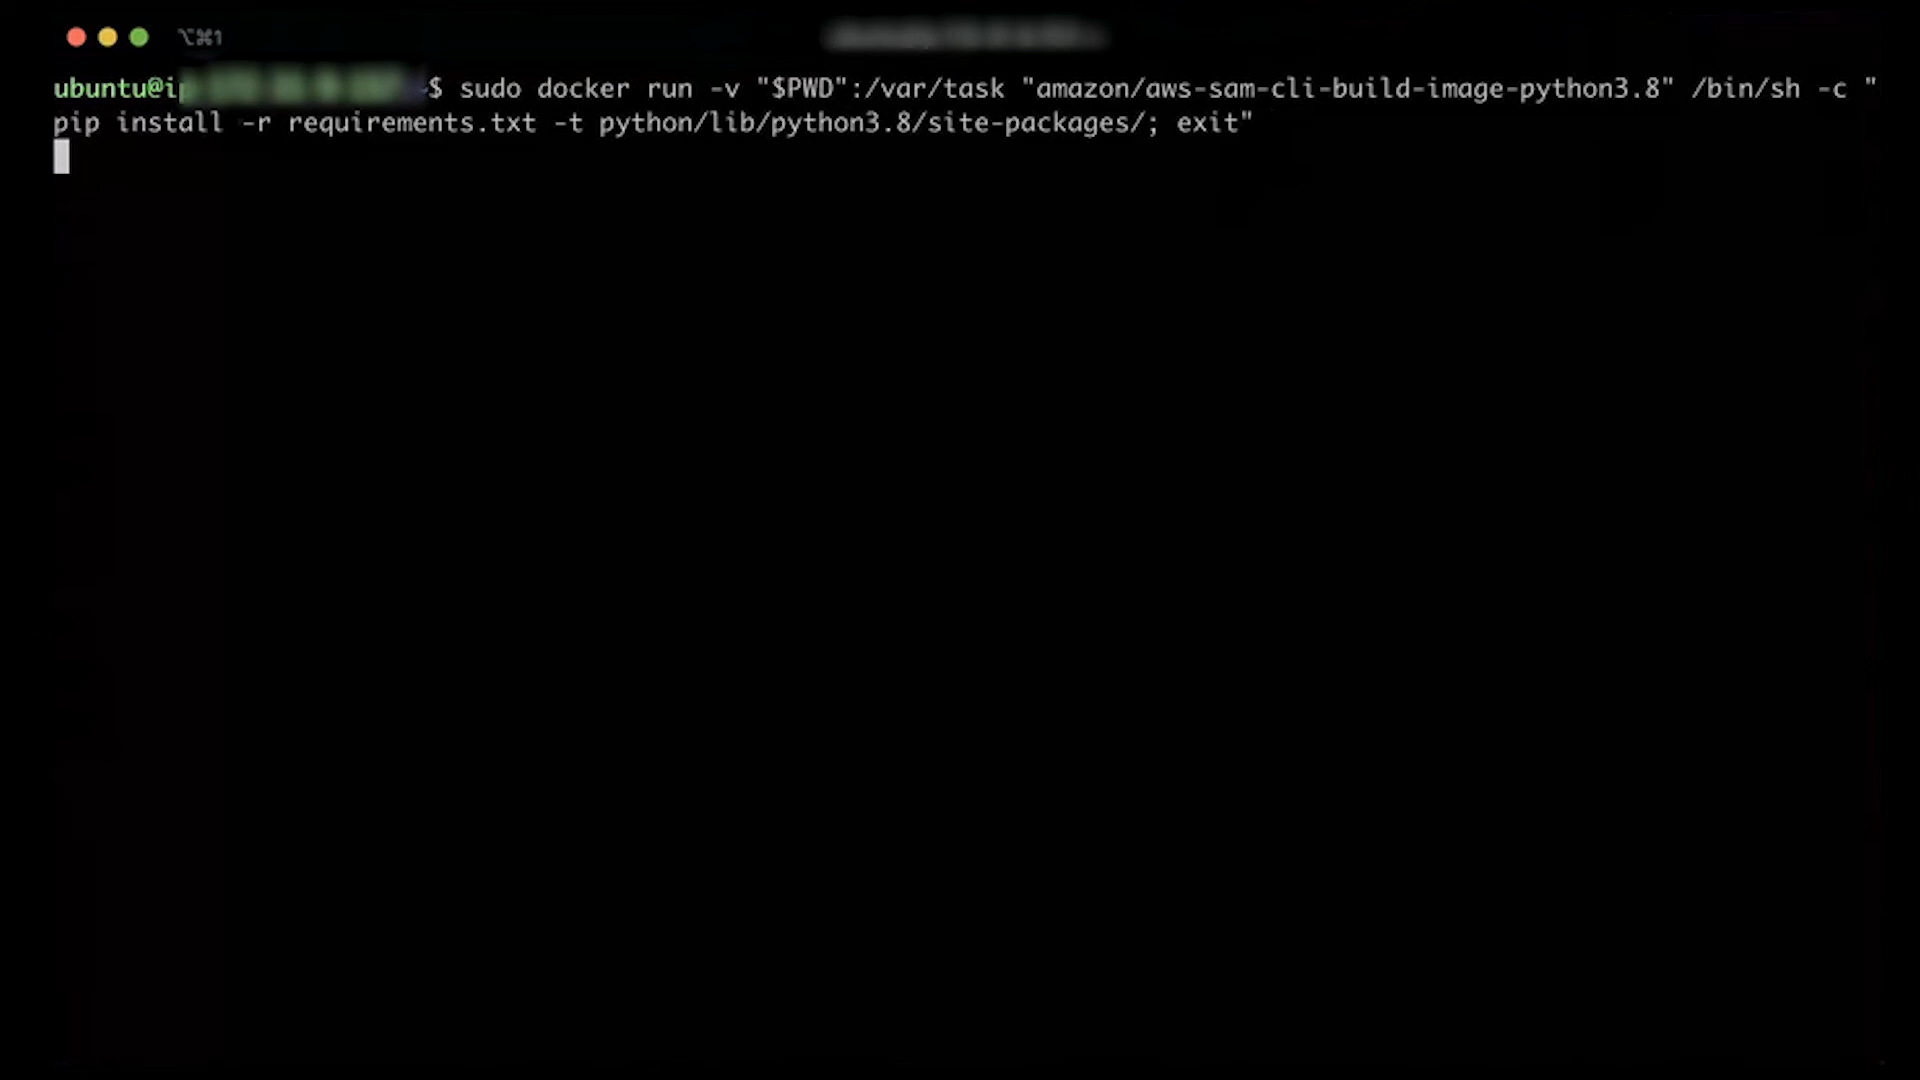 ⌥⌘1
ubuntu@ip $ sudo docker run -v "$PWD":/var/task "amazon/aws-sam-cli-build-image-python3.8" /bin/sh -c "
pip install -r requirements.txt -t python/lib/python3.8/site-packages/; exit"